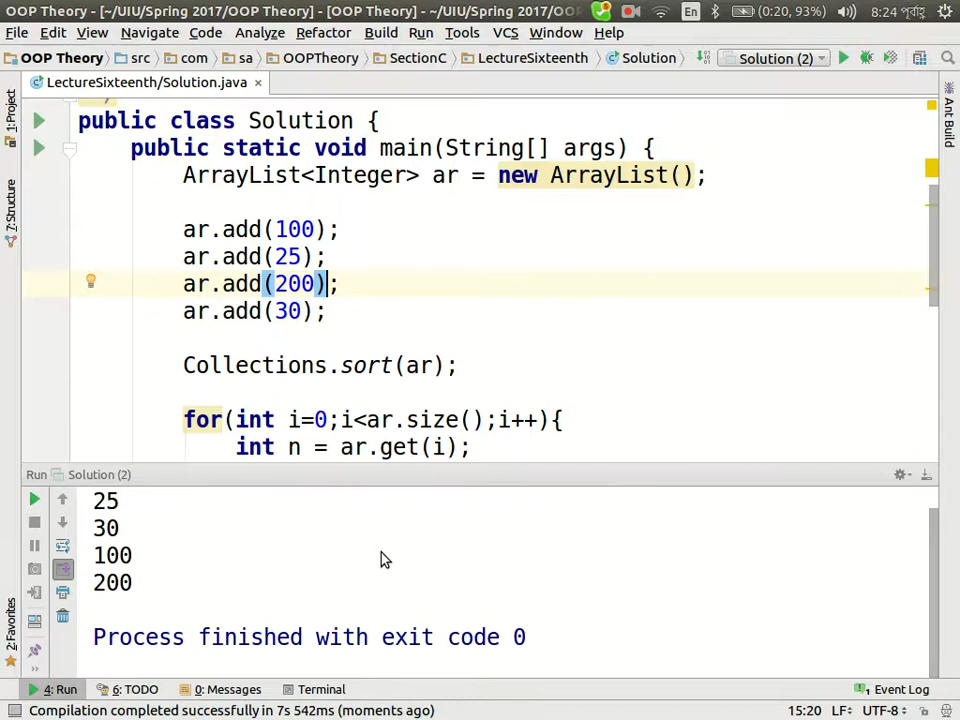 OOP Theory) - [OOP Theory] - ~/UIU/Spring 2017/OOP Theory] - [OOP Theory] - ~/UIU/Spring 2017/O En (0:20, 93%) 8:24 পূর্বাহ্ণ
File Edit View Navigate Code Analyze Refactor Build Run Tools VCS Window Help
OOP Theory src com sa OOPTheory SectionC LectureSixteenth Solution Solution (2)
LectureSixteenth/Solution.java
1:Project
7:Structure
2:Favorites
Ant Build
public class Solution {
public static void main(String[] args) {
ArrayList<Integer> ar = new ArrayList();
ar.add(100);
ar.add(25);
ar.add(200);
ar.add(30);
Collections.sort(ar);
for(int i=0;i<ar.size();i++){
int n = ar.get(i);
Run Solution (2)
25
30
100
200
Process finished with exit code 0
4: Run 6: TODO 0: Messages Terminal 1 Event Log
Compilation completed successfully in 7s 542ms (moments ago) 15:20 LF÷ UTF-8÷